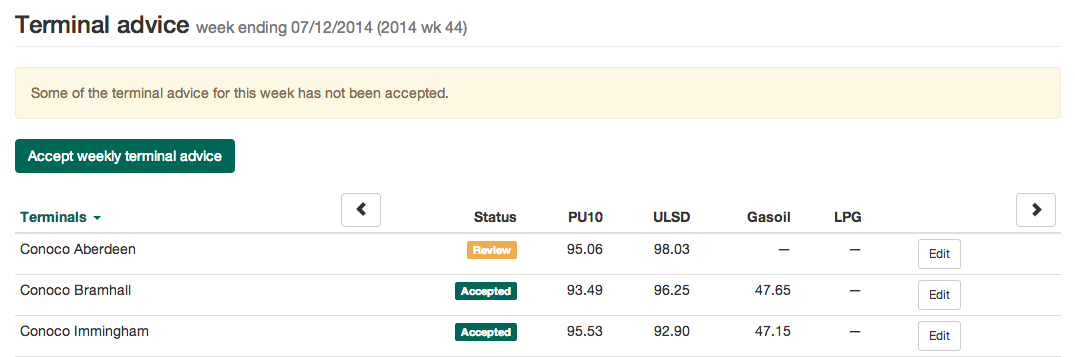 Terminal advice week ending 07/12/2014 (2014 wk 44)
Some of the terminal advice for this week has not been accepted.
Accept weekly terminal advice
Terminals Status PU10 ULSD Gasoil LPG
Conoco Aberdeen Review 95.06 98.03 — — Edit
Conoco Bramhall Accepted 93.49 96.25 47.65 — Edit
Conoco Immingham Accepted 95.53 92.90 47.15 — Edit